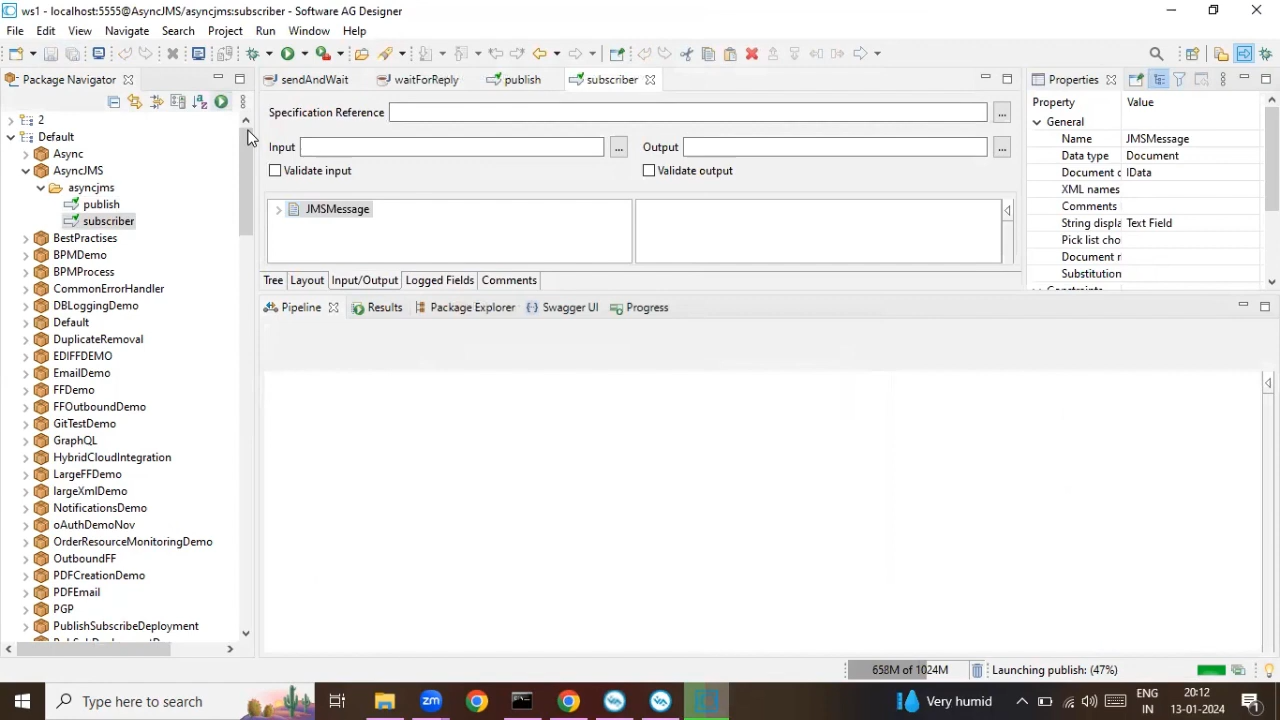 ws1 - localhost:5555@AsyncJMS/asyncjms:subscriber - Software AG Designer
File Edit View Navigate Search Project Run Window Help
Package Navigator
sendAndWait
waitForReply
publish
subscriber
Properties
2
Default
Async
AsyncJMS
asyncjms
publish
subscriber
BestPractises
BPMDemo
BPMProcess
CommonErrorHandler
DBLoggingDemo
Default
DuplicateRemoval
EDIFFDEMO
EmailDemo
FFDemo
FFOutboundDemo
GitTestDemo
GraphQL
HybridCloudIntegration
LargeFFDemo
largeXmlDemo
NotificationsDemo
oAuthDemoNov
OrderResourceMonitoringDemo
OutboundFF
PDFCreationDemo
PDFEmail
PGP
PublishSubscribeDeployment
Specification Reference
...
Input
...
Output
...
Validate input
Validate output
JMSMessage
Tree Layout Input/Output Logged Fields Comments
Property Value
General
Name JMSMessage
Data type Document
Document c IData
XML names
Comments
String displa Text Field
Pick list cho
Document r
Substitution
Pipeline
Results
Package Explorer
Swagger UI
Progress
658M of 1024M
Launching publish: (47%)
Type here to search
zm
Very humid
ENG
IN
20:12
13-01-2024
1